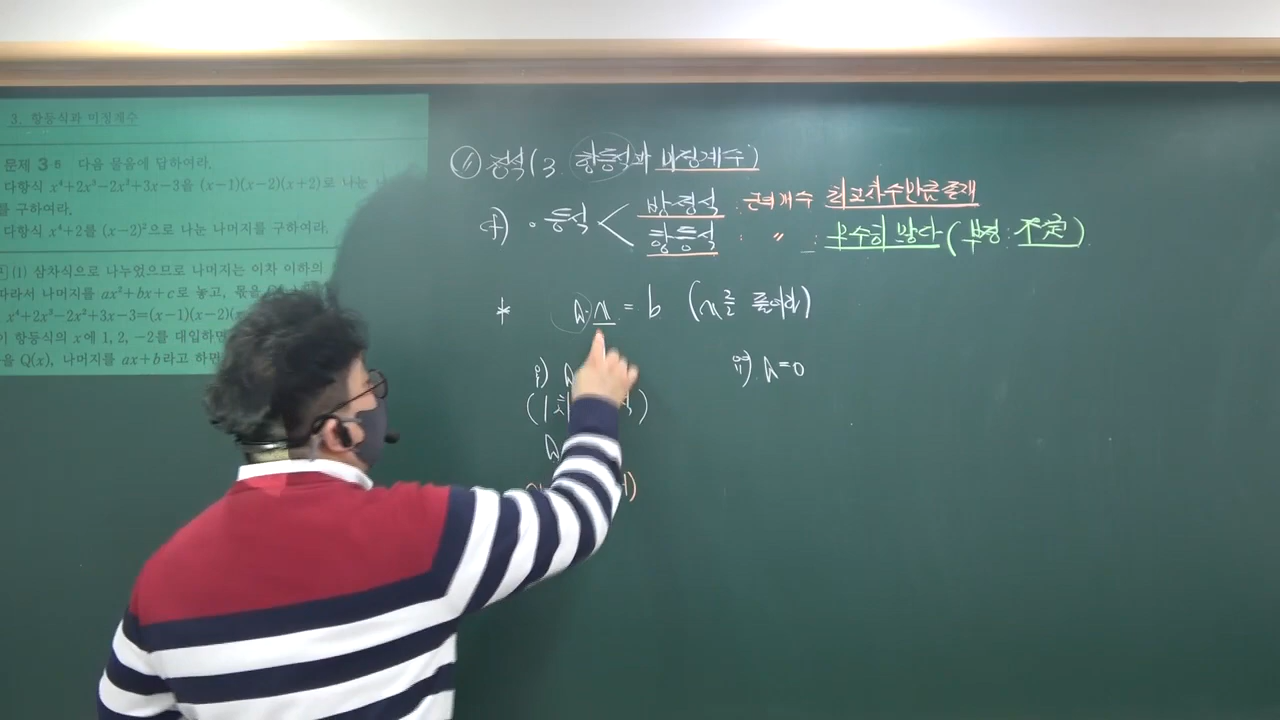 3. 항등식과 미정계수
문제 3 8 다음 물음에 답하여라.
다항식 x⁴+2x³−2x²+3x−3을 (x−1)(x−2)(x+2)로 나눈
를 구하여라.
다항식 x⁴+2를 (x−2)²으로 나눈 나머지를 구하여라.
(1) 삼차식으로 나누었으므로 나머지는 이차 이하의
따라서 나머지를 ax²+bx+c로 놓고, 몫을
x⁴+2x³−2x²+3x−3=(x−1)(x−2)(x
이 항등식의 x에 1, 2, −2를 대입하면
을 Q(x), 나머지를 ax+b라고 하면
정석(3. 항등식과 미정계수)
등식 < 방정식 : 근의 개수 최고차수만큼 존재
항등식 : 〃 : 무수히 많다 (부정 : 不定)
* a·x = b (x를 풀어라)
i) a ii) a=0
(1차
a